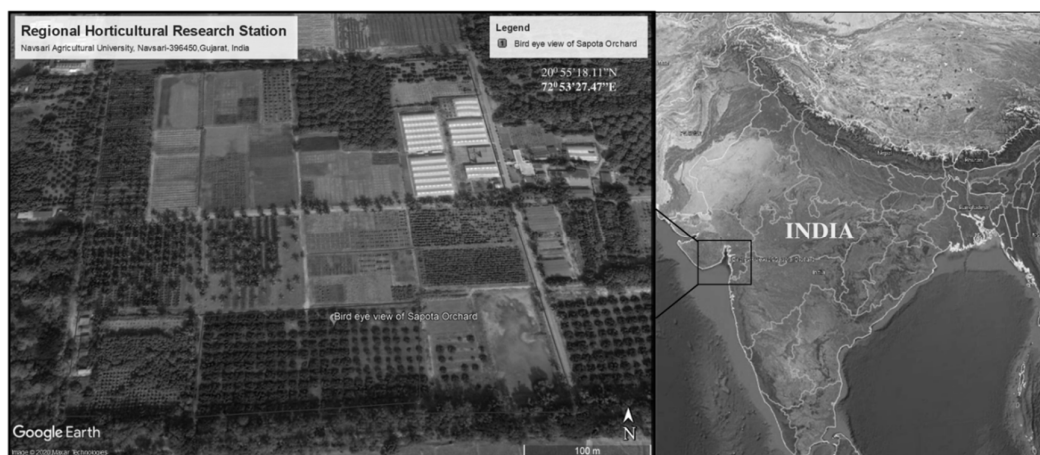 Regional Horticultural Research Station
Navsari Agricultural University, Navsari-396450,Gujarat, India
Legend
Bird eye view of Sapota Orchard
20⁰ 55'18.11"N
72⁰ 53'27.47"E
INDIA
Bird eye view of Sapota Orchard
Google Earth
Image © 2020 Maxar Technologies
N
100 m